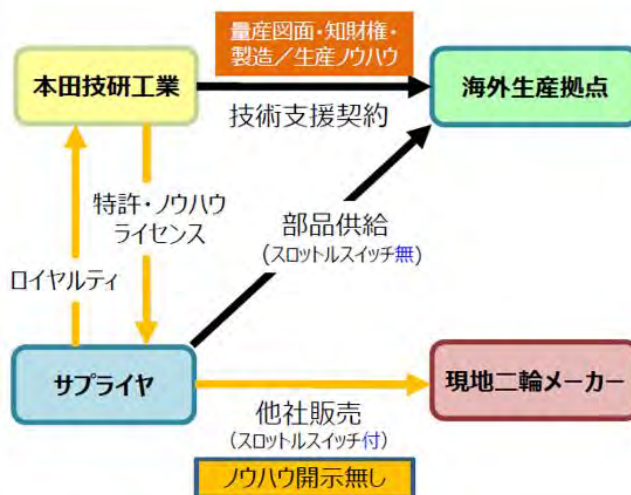 量産図面・知財権・
製造／生産ノウハウ
本田技研工業
海外生産拠点
技術支援契約
特許・ノウハウ
ライセンス
部品供給
(スロットルスイッチ無)
ロイヤルティ
サプライヤ
現地二輪メーカー
他社販売
(スロットルスイッチ付)
ノウハウ開示無し